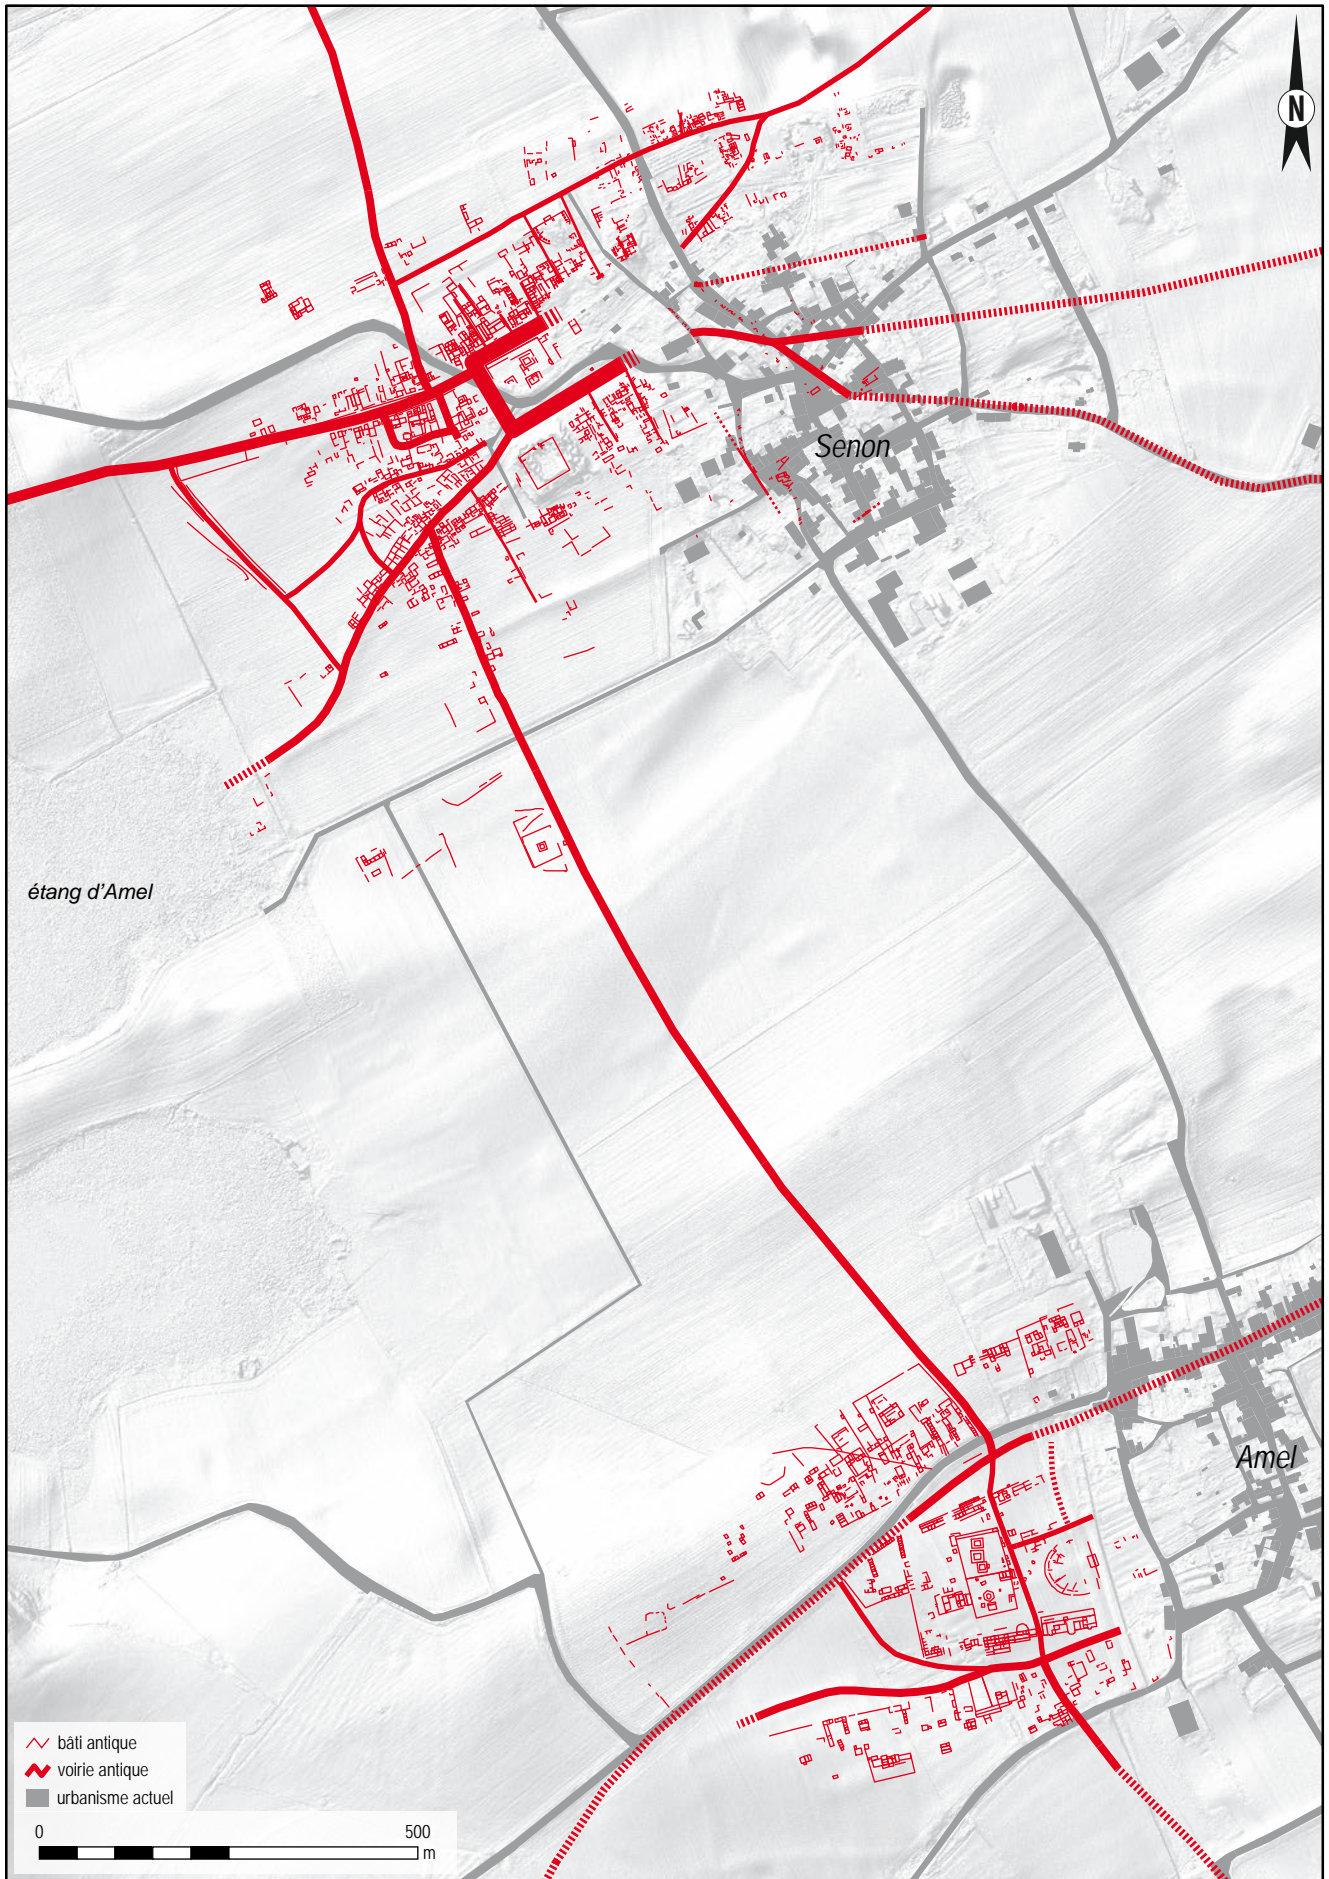 N
Senon
étang d'Amel
Amel
bâti antique
voirie antique
urbanisme actuel
0 500
m